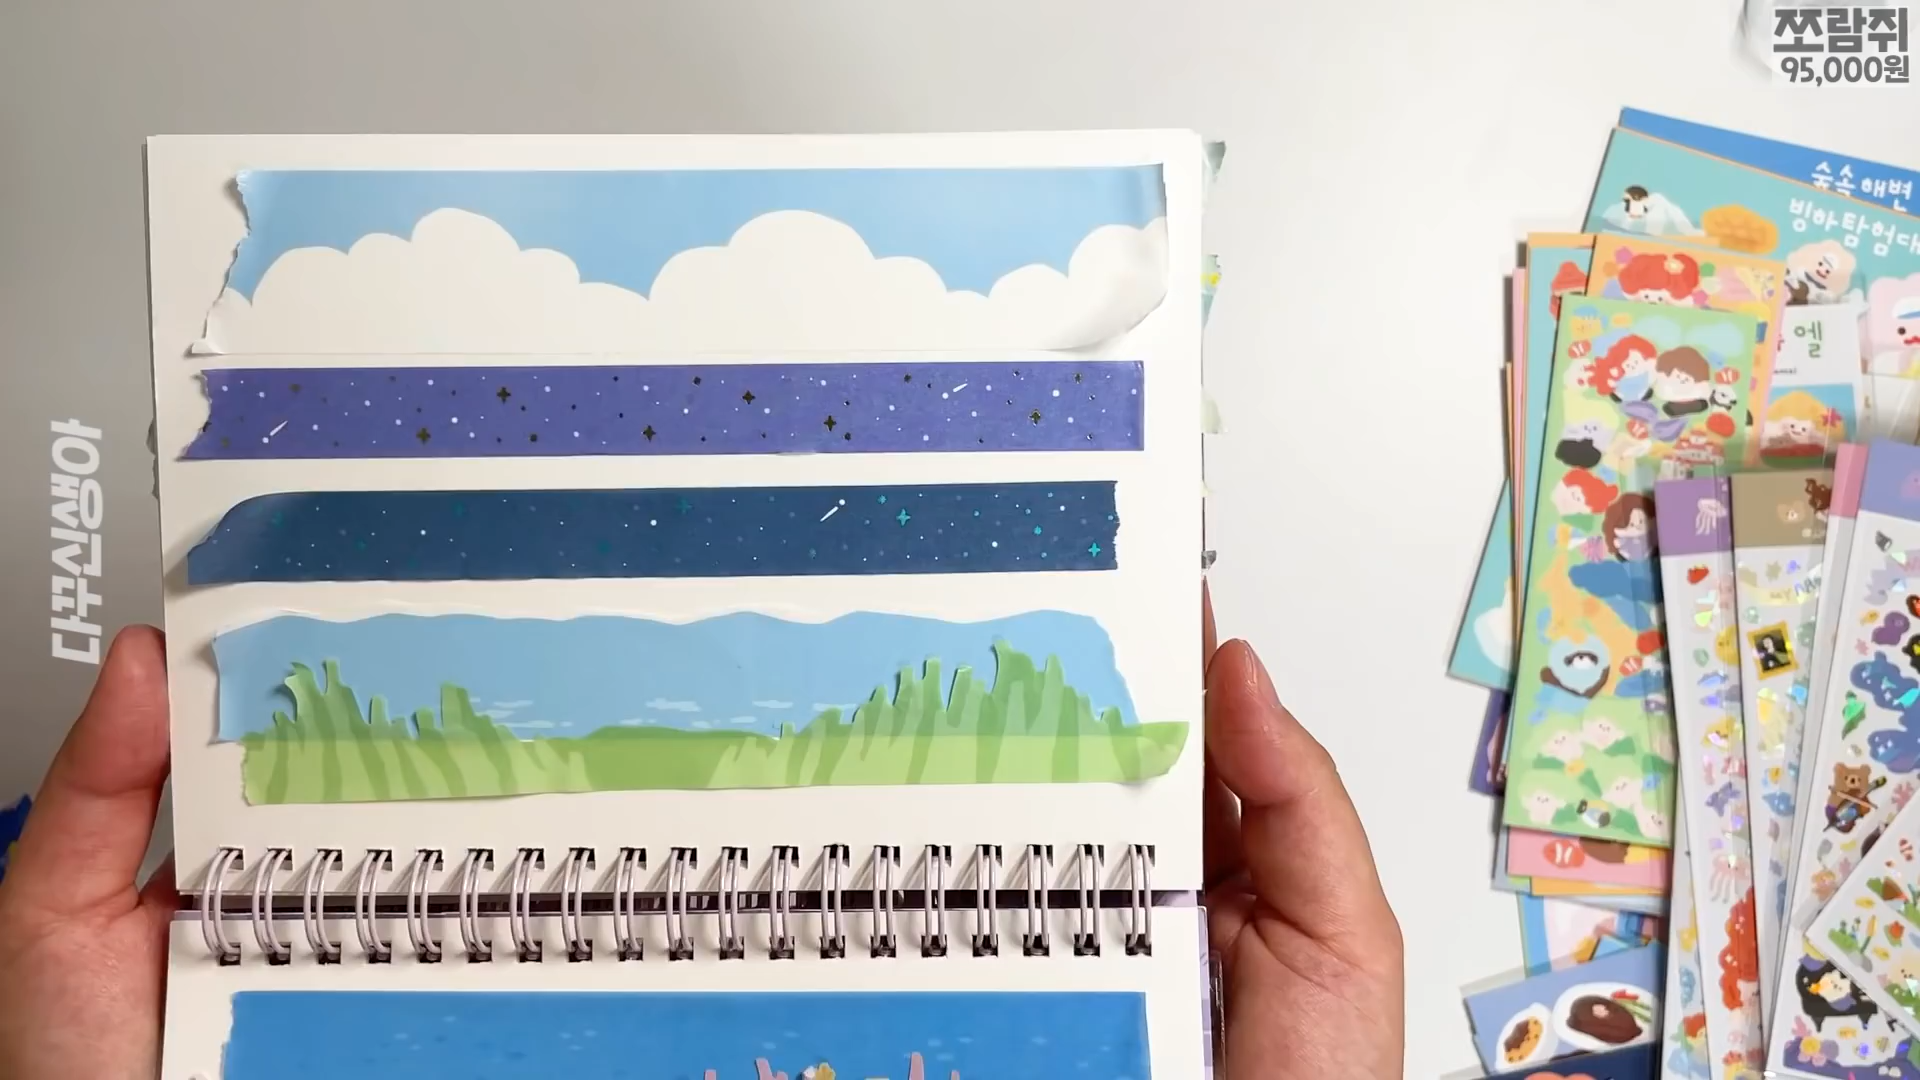 쪼람쥐
95,000원
숲속해변
빙하탐험대
엘
다꾸신생아